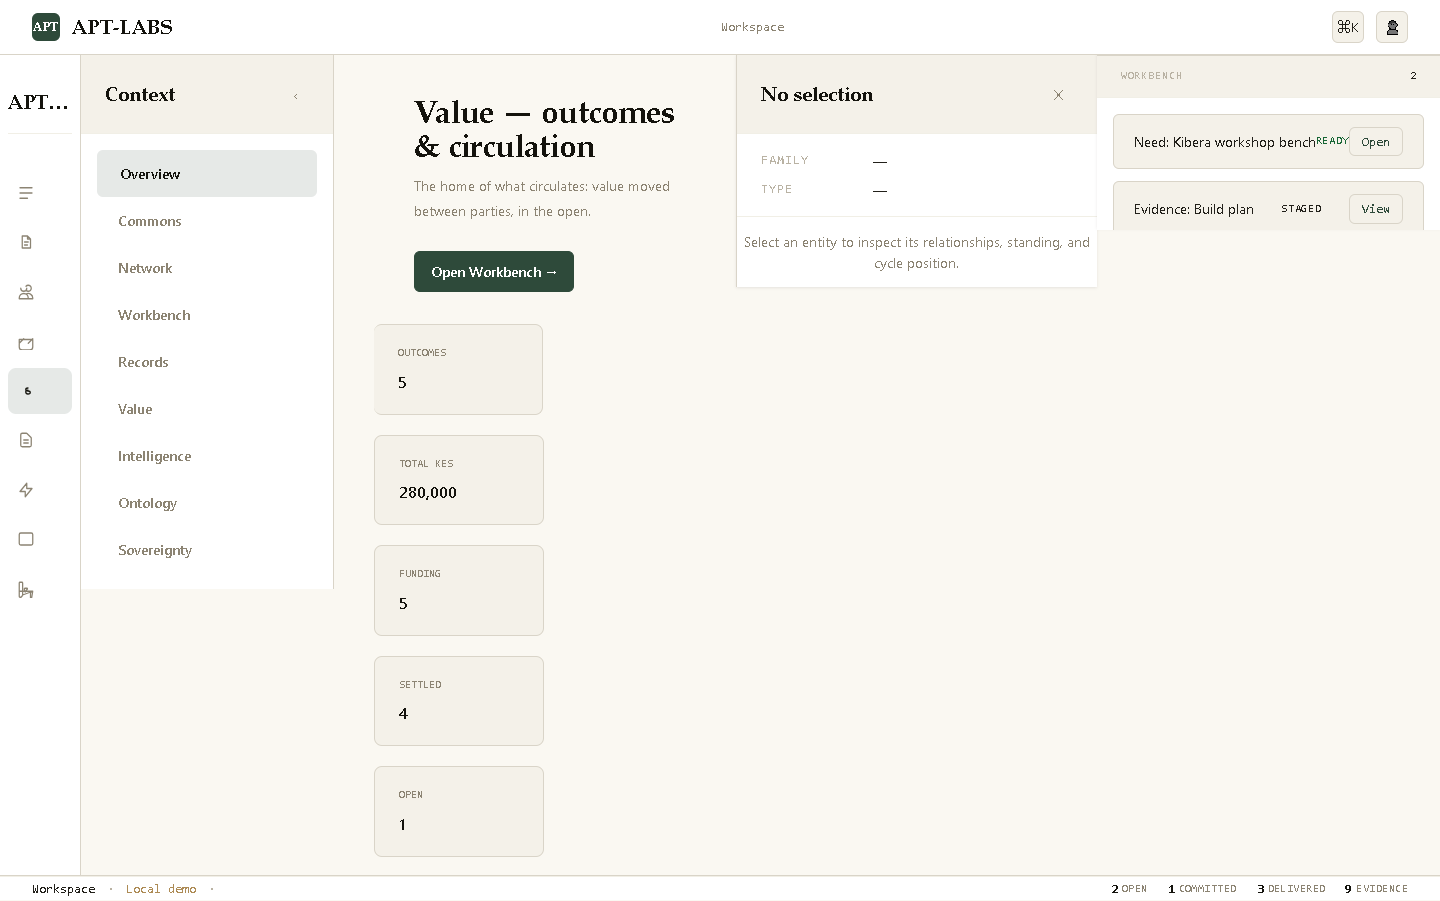 APT
APT-LABS
Workspace
⌘K
APT…
6
Context
‹
Overview
Commons
Network
Workbench
Records
Value
Intelligence
Ontology
Sovereignty
Value — outcomes
& circulation
The home of what circulates: value moved
between parties, in the open.
Open Workbench →
OUTCOMES
5
TOTAL KES
280,000
FUNDING
5
SETTLED
4
OPEN
1
No selection
FAMILY —
TYPE —
Select an entity to inspect its relationships, standing, and
cycle position.
WORKBENCH 2
Need: Kibera workshop bench READY Open
Evidence: Build plan STAGED View
Workspace · Local demo ·
2 OPEN 1 COMMITTED 3 DELIVERED 9 EVIDENCE